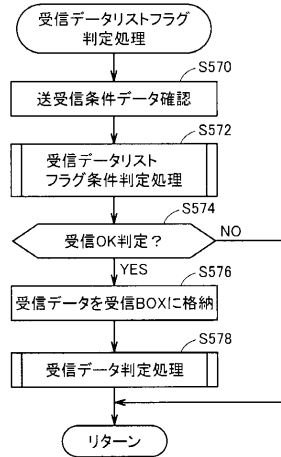 受信データリストフラグ
判定処理
S570
送受信条件データ確認
S572
受信データリスト
フラグ条件判定処理
S574
受信OK判定？
NO
YES
S576
受信データを受信BOXに格納
S578
受信データ判定処理
リターン